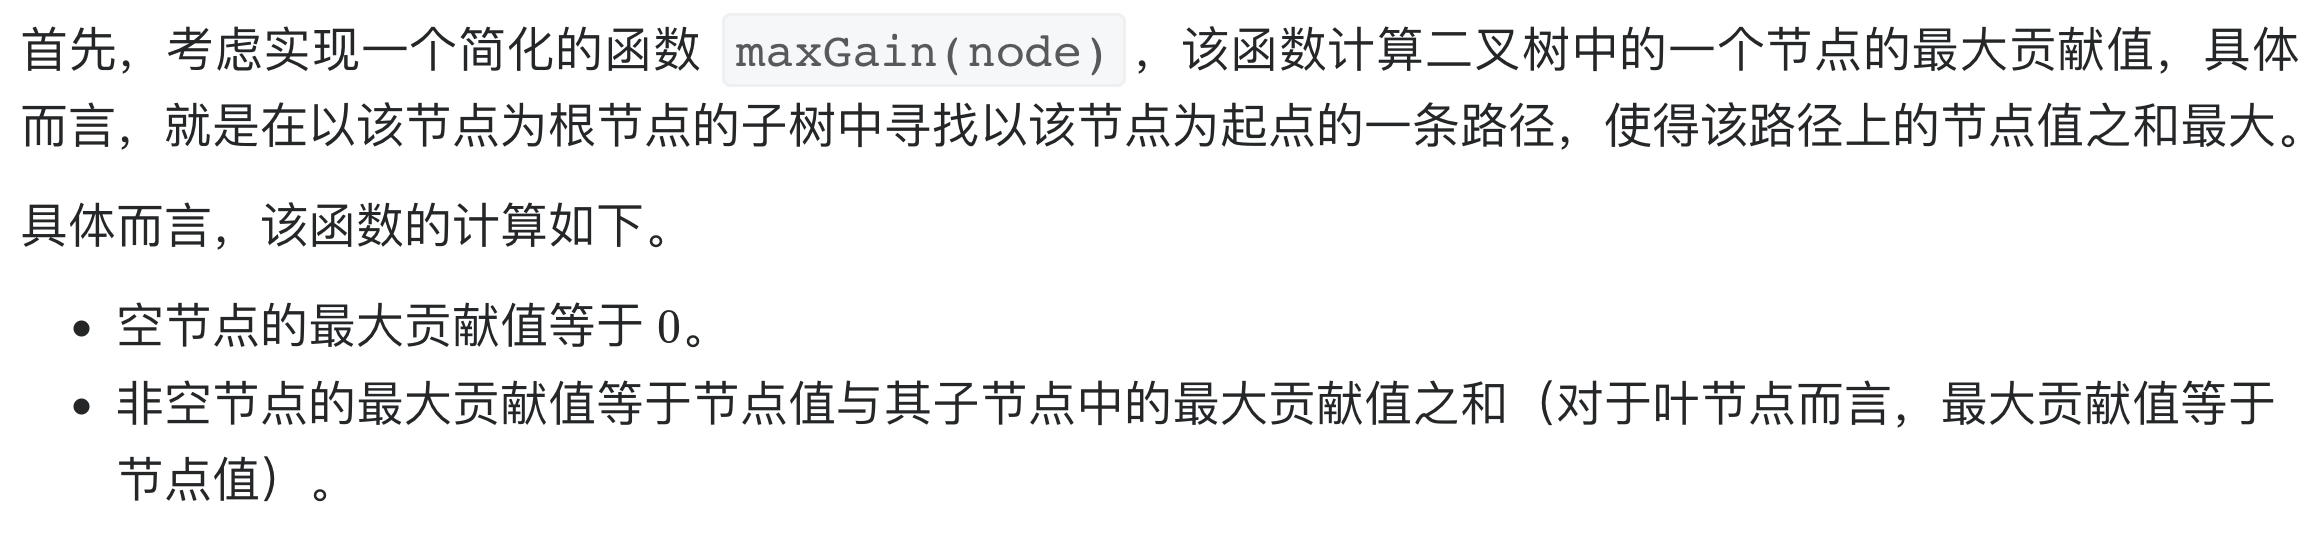 首先，考虑实现一个简化的函数 maxGain(node) ，该函数计算二叉树中的一个节点的最大贡献值，具体
而言，就是在以该节点为根节点的子树中寻找以该节点为起点的一条路径，使得该路径上的节点值之和最大。
具体而言，该函数的计算如下。
• 空节点的最大贡献值等于 0。
• 非空节点的最大贡献值等于节点值与其子节点中的最大贡献值之和（对于叶节点而言，最大贡献值等于
节点值）。